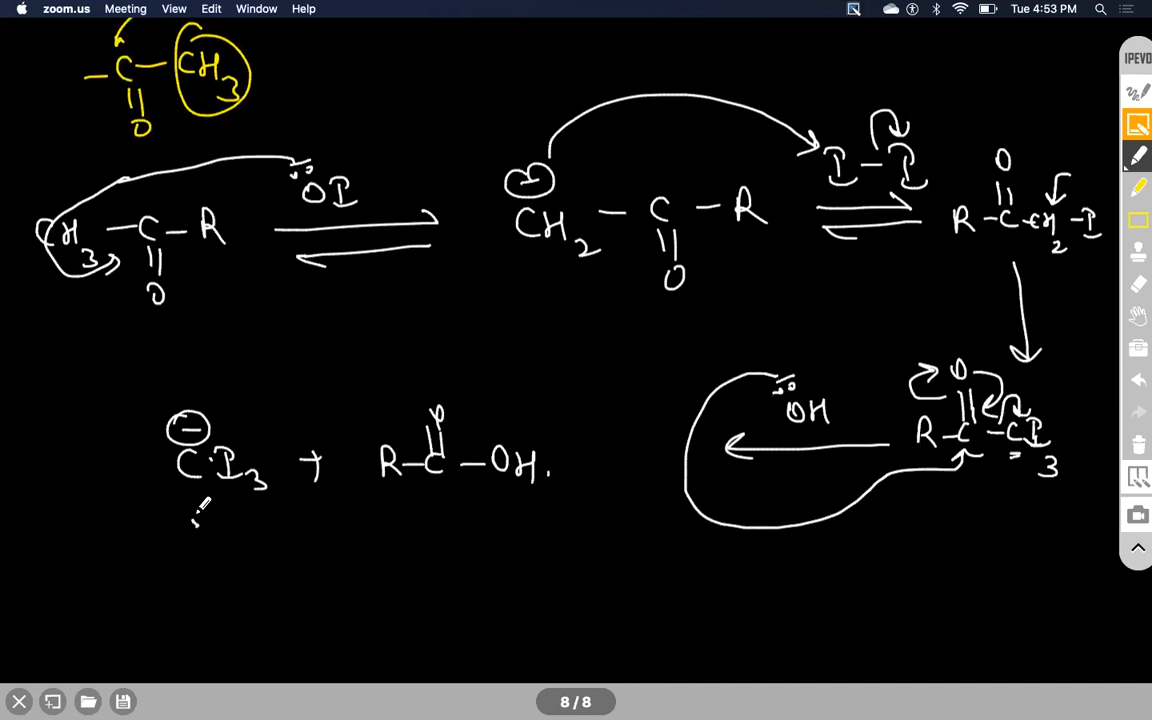 zoom.us Meeting View Edit Window Help Tue 4:53 PM
IPEVO
— C — CH3
O
CH3 — C — R
O
OI
⊖
CH2 — C — R
O
I — I
O
R — C — CH2 — I
⊖
CI3 + R — C — OH.
O
OH
O
R — C — CI3
8 / 8